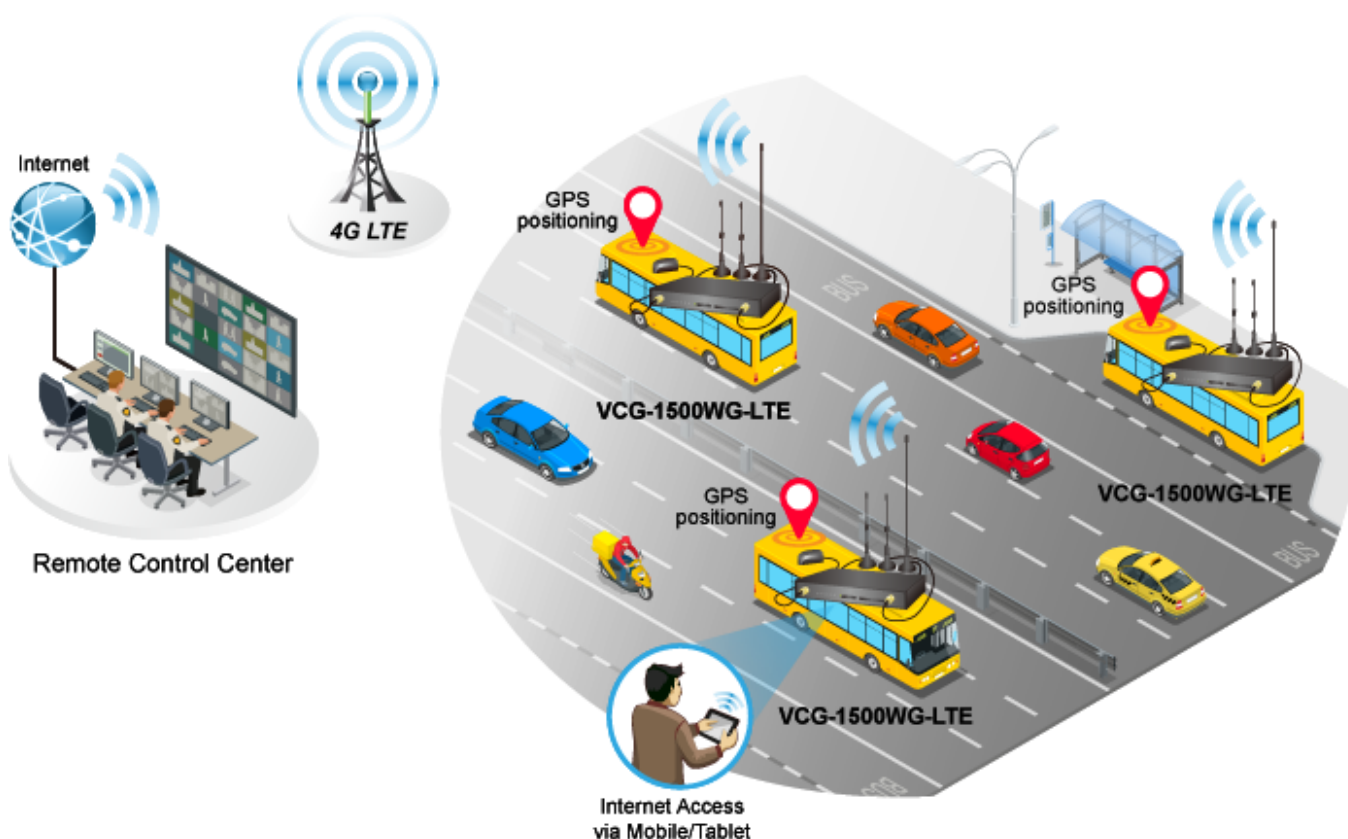 Internet
4G LTE
Remote Control Center
GPS
positioning
VCG-1500WG-LTE
BUS
GPS
positioning
VCG-1500WG-LTE
BUS
GPS
positioning
VCG-1500WG-LTE
BUS
Internet Access
via Mobile/Tablet